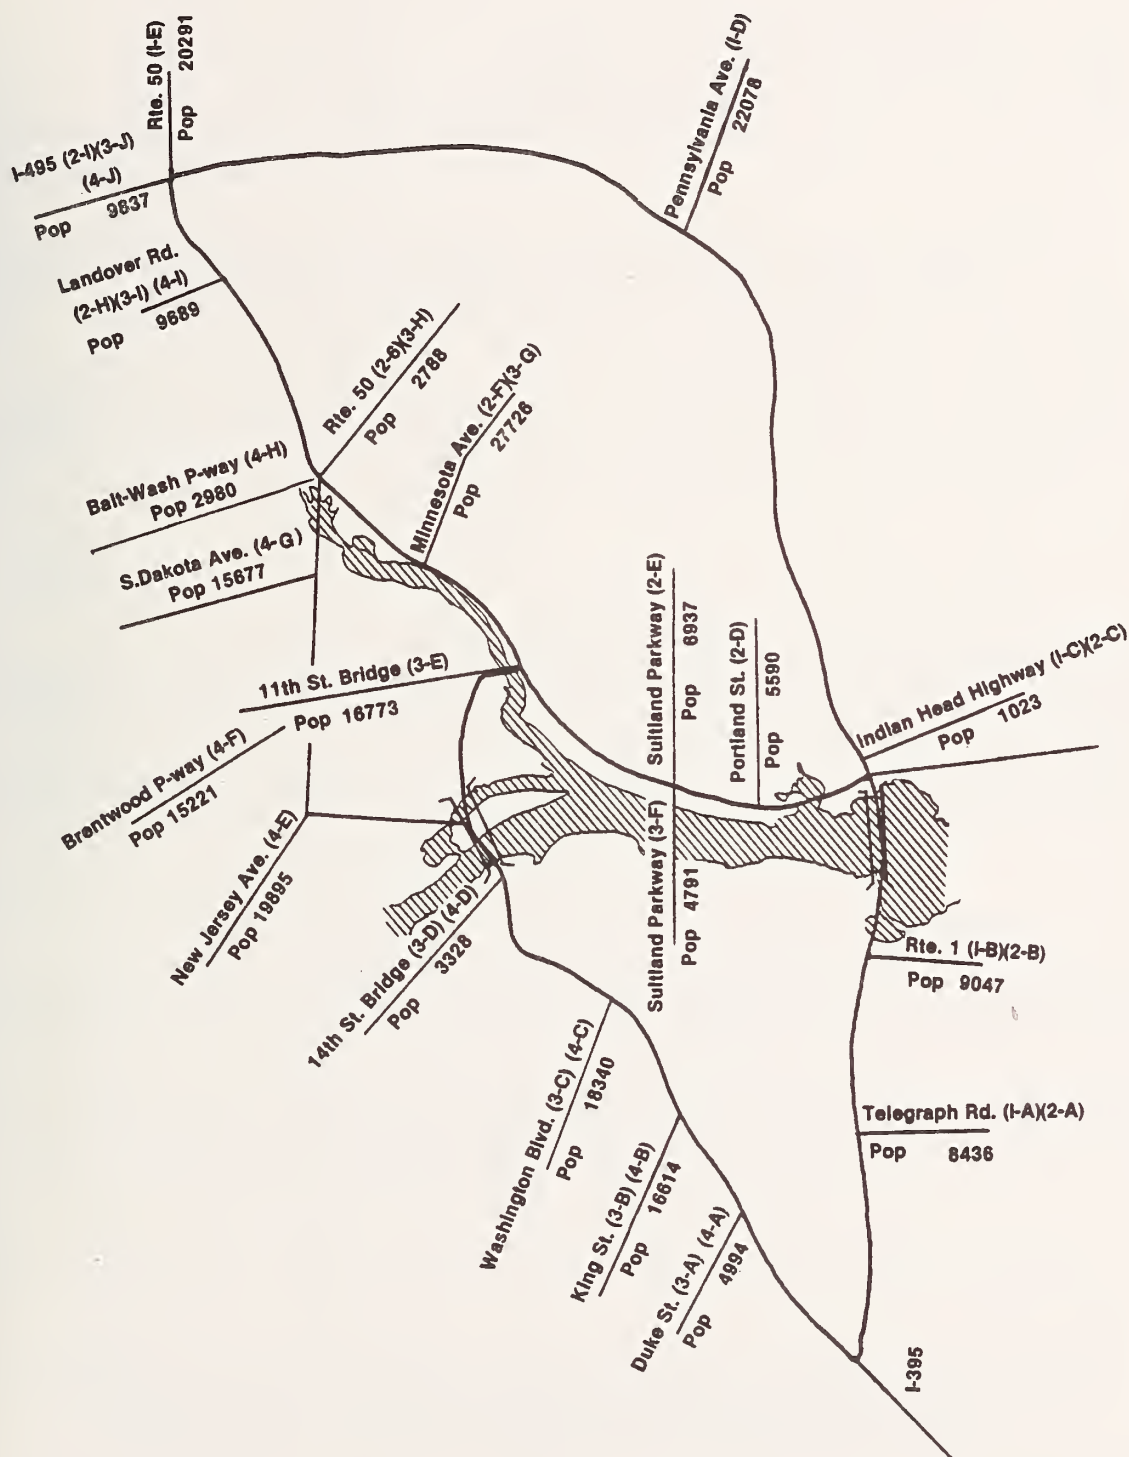 Rte. 50 (I-E)
Pop 20291
I-495 (2-I)(3-J)
(4-J)
Pop 9837
Landover Rd.
(2-H)(3-I) (4-I)
Pop 9689
Pennsylvania Ave. (I-D)
Pop 22078
Rte. 50 (2-6)(3-H)
Pop 2788
Minnesota Ave. (2-F)(3-G)
Pop 27726
Balt-Wash P-way (4-H)
Pop 2980
S.Dakota Ave. (4-G)
Pop 15677
11th St. Bridge (3-E)
Pop 16773
Brentwood P-way (4-F)
Pop 15221
New Jersey Ave. (4-E)
Pop 19895
14th St. Bridge (3-D) (4-D)
Pop 3328
Suitland Parkway (2-E)
Pop 6937
Portland St. (2-D)
Pop 5590
Suitland Parkway (3-F)
Pop 4791
Indian Head Highway (I-C)(2-C)
Pop 1023
Rte. 1 (I-B)(2-B)
Pop 9047
Telegraph Rd. (I-A)(2-A)
Pop 8436
Washington Blvd. (3-C) (4-C)
Pop 18340
King St. (3-B) (4-B)
Pop 16614
Duke St. (3-A) (4-A)
Pop 4994
I-395